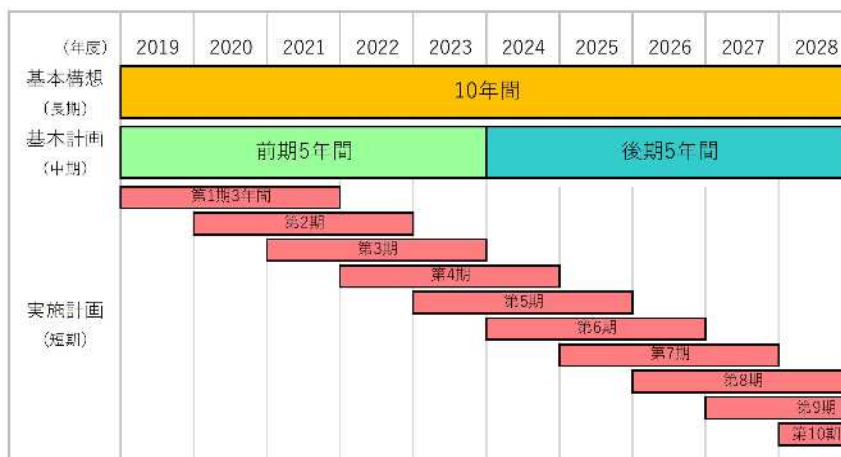 （年度） 2019 2020 2021 2022 2023 2024 2025 2026 2027 2028
基本構想
（長期）
10年間
基本計画
（中期）
前期5年間 後期5年間
第1期3年間
第2期
第3期
第4期
第5期
第6期
第7期
第8期
第9期
第10期
実施計画
（短期）